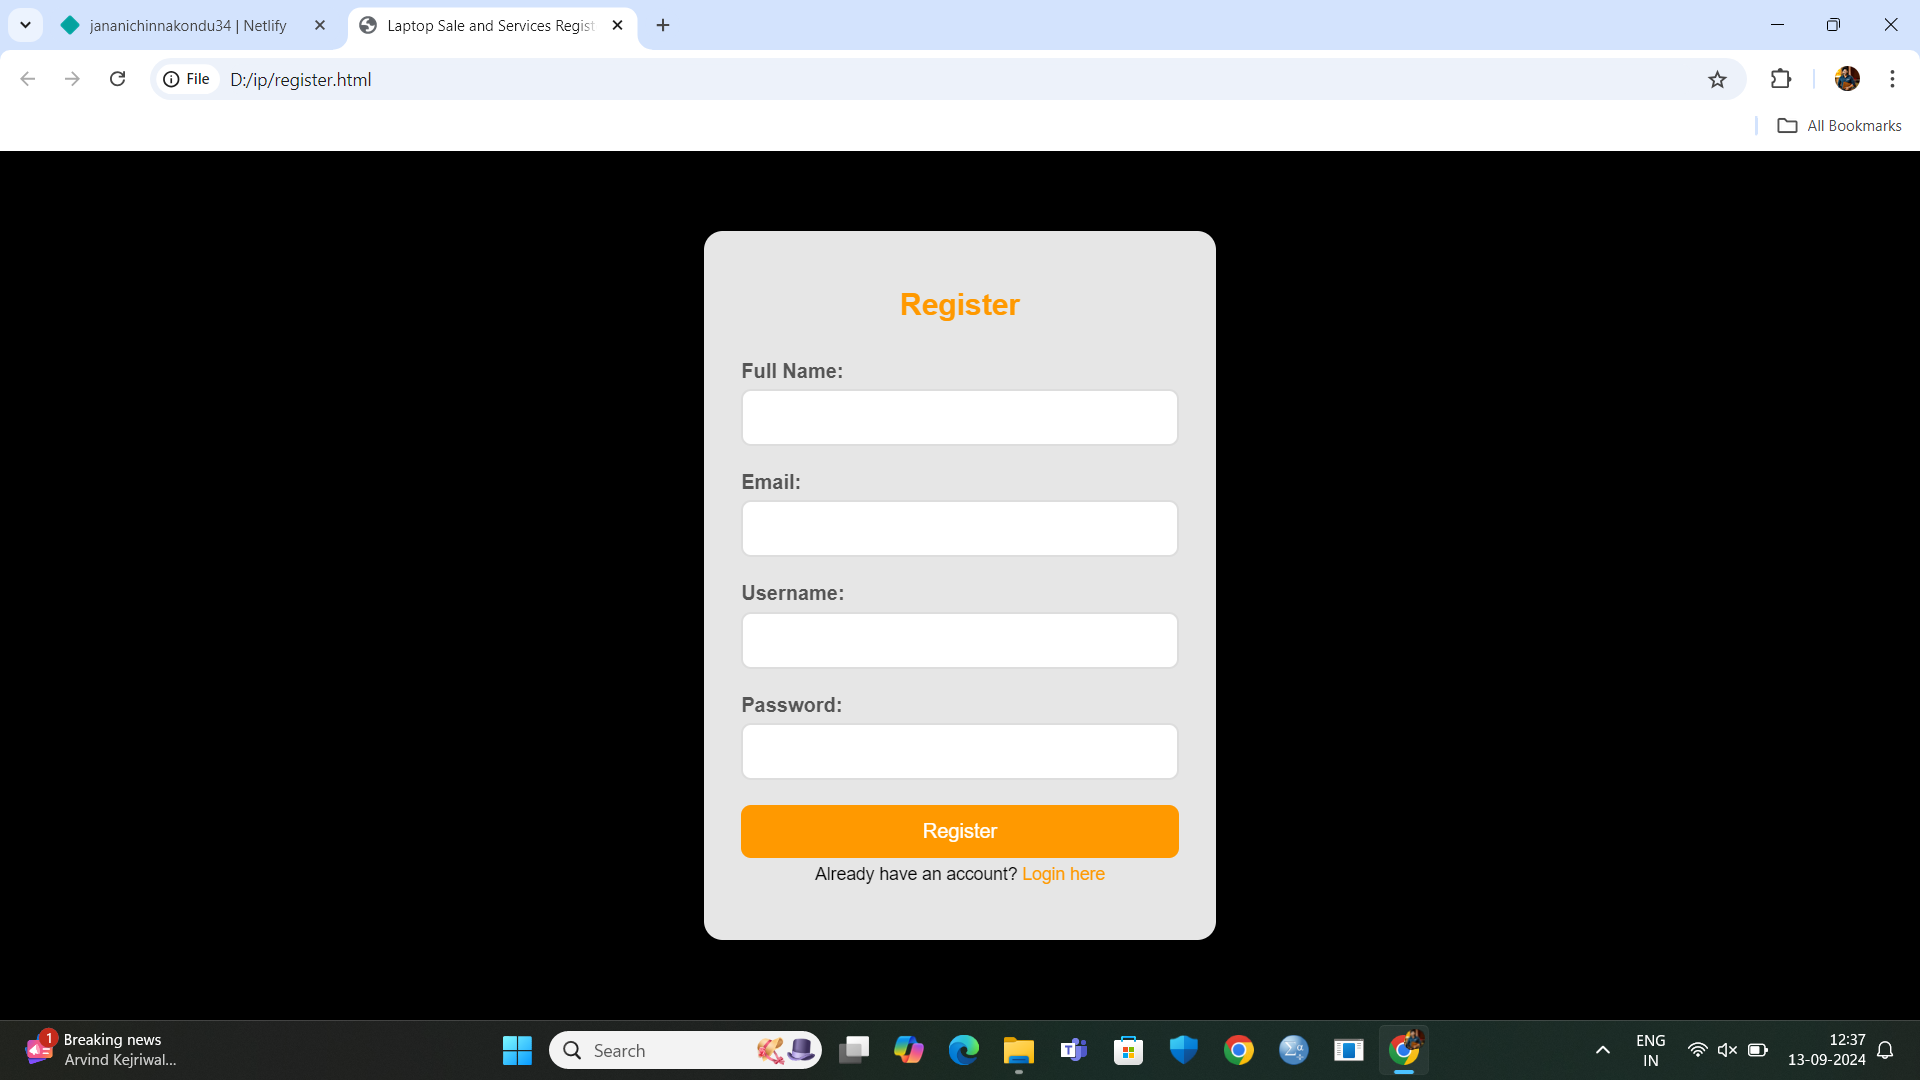 jananichinnakondu34 | Netlify
Laptop Sale and Services Regist
File
D:/ip/register.html
All Bookmarks
Register
Full Name:
Email:
Username:
Password:
Register
Already have an account? Login here
1
Breaking news
Arvind Kejriwal...
Search
ENG
IN
12:37
13-09-2024